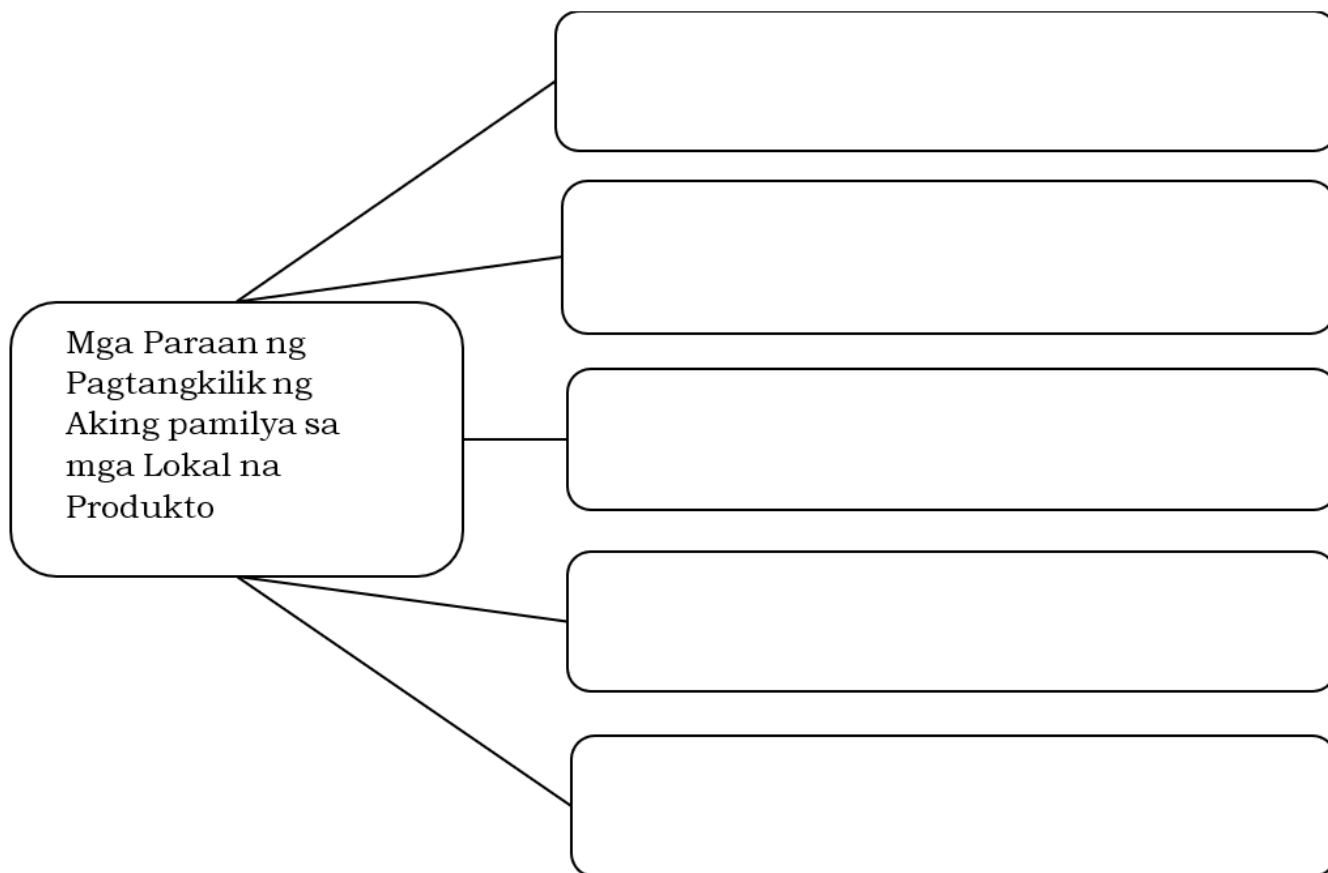 Mga Paraan ng
Pagtangkilik ng
Aking pamilya sa
mga Lokal na
Produkto